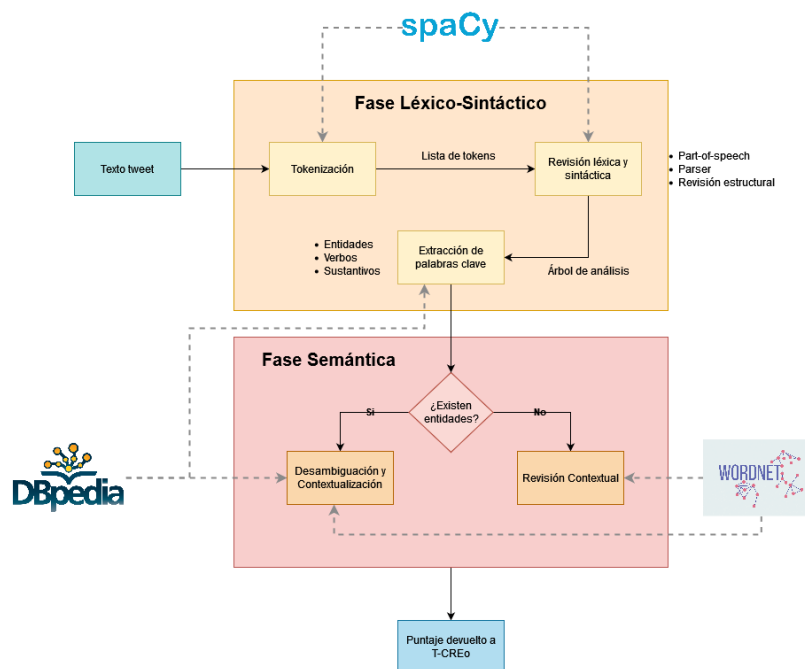 spaCy
Fase Léxico-Sintáctico
Texto tweet
Tokenización
Lista de tokens
Revisión léxica y
sintáctica
Part-of-speech
Parser
Revisión estructural
Entidades
Verbos
Sustantivos
Extracción de
palabras clave
Árbol de análisis
Fase Semántica
¿Existen
entidades?
Si
No
Desambiguación y
Contextualización
Revisión Contextual
DBpedia
WORDNET
Puntaje devuelto a
T-CREo